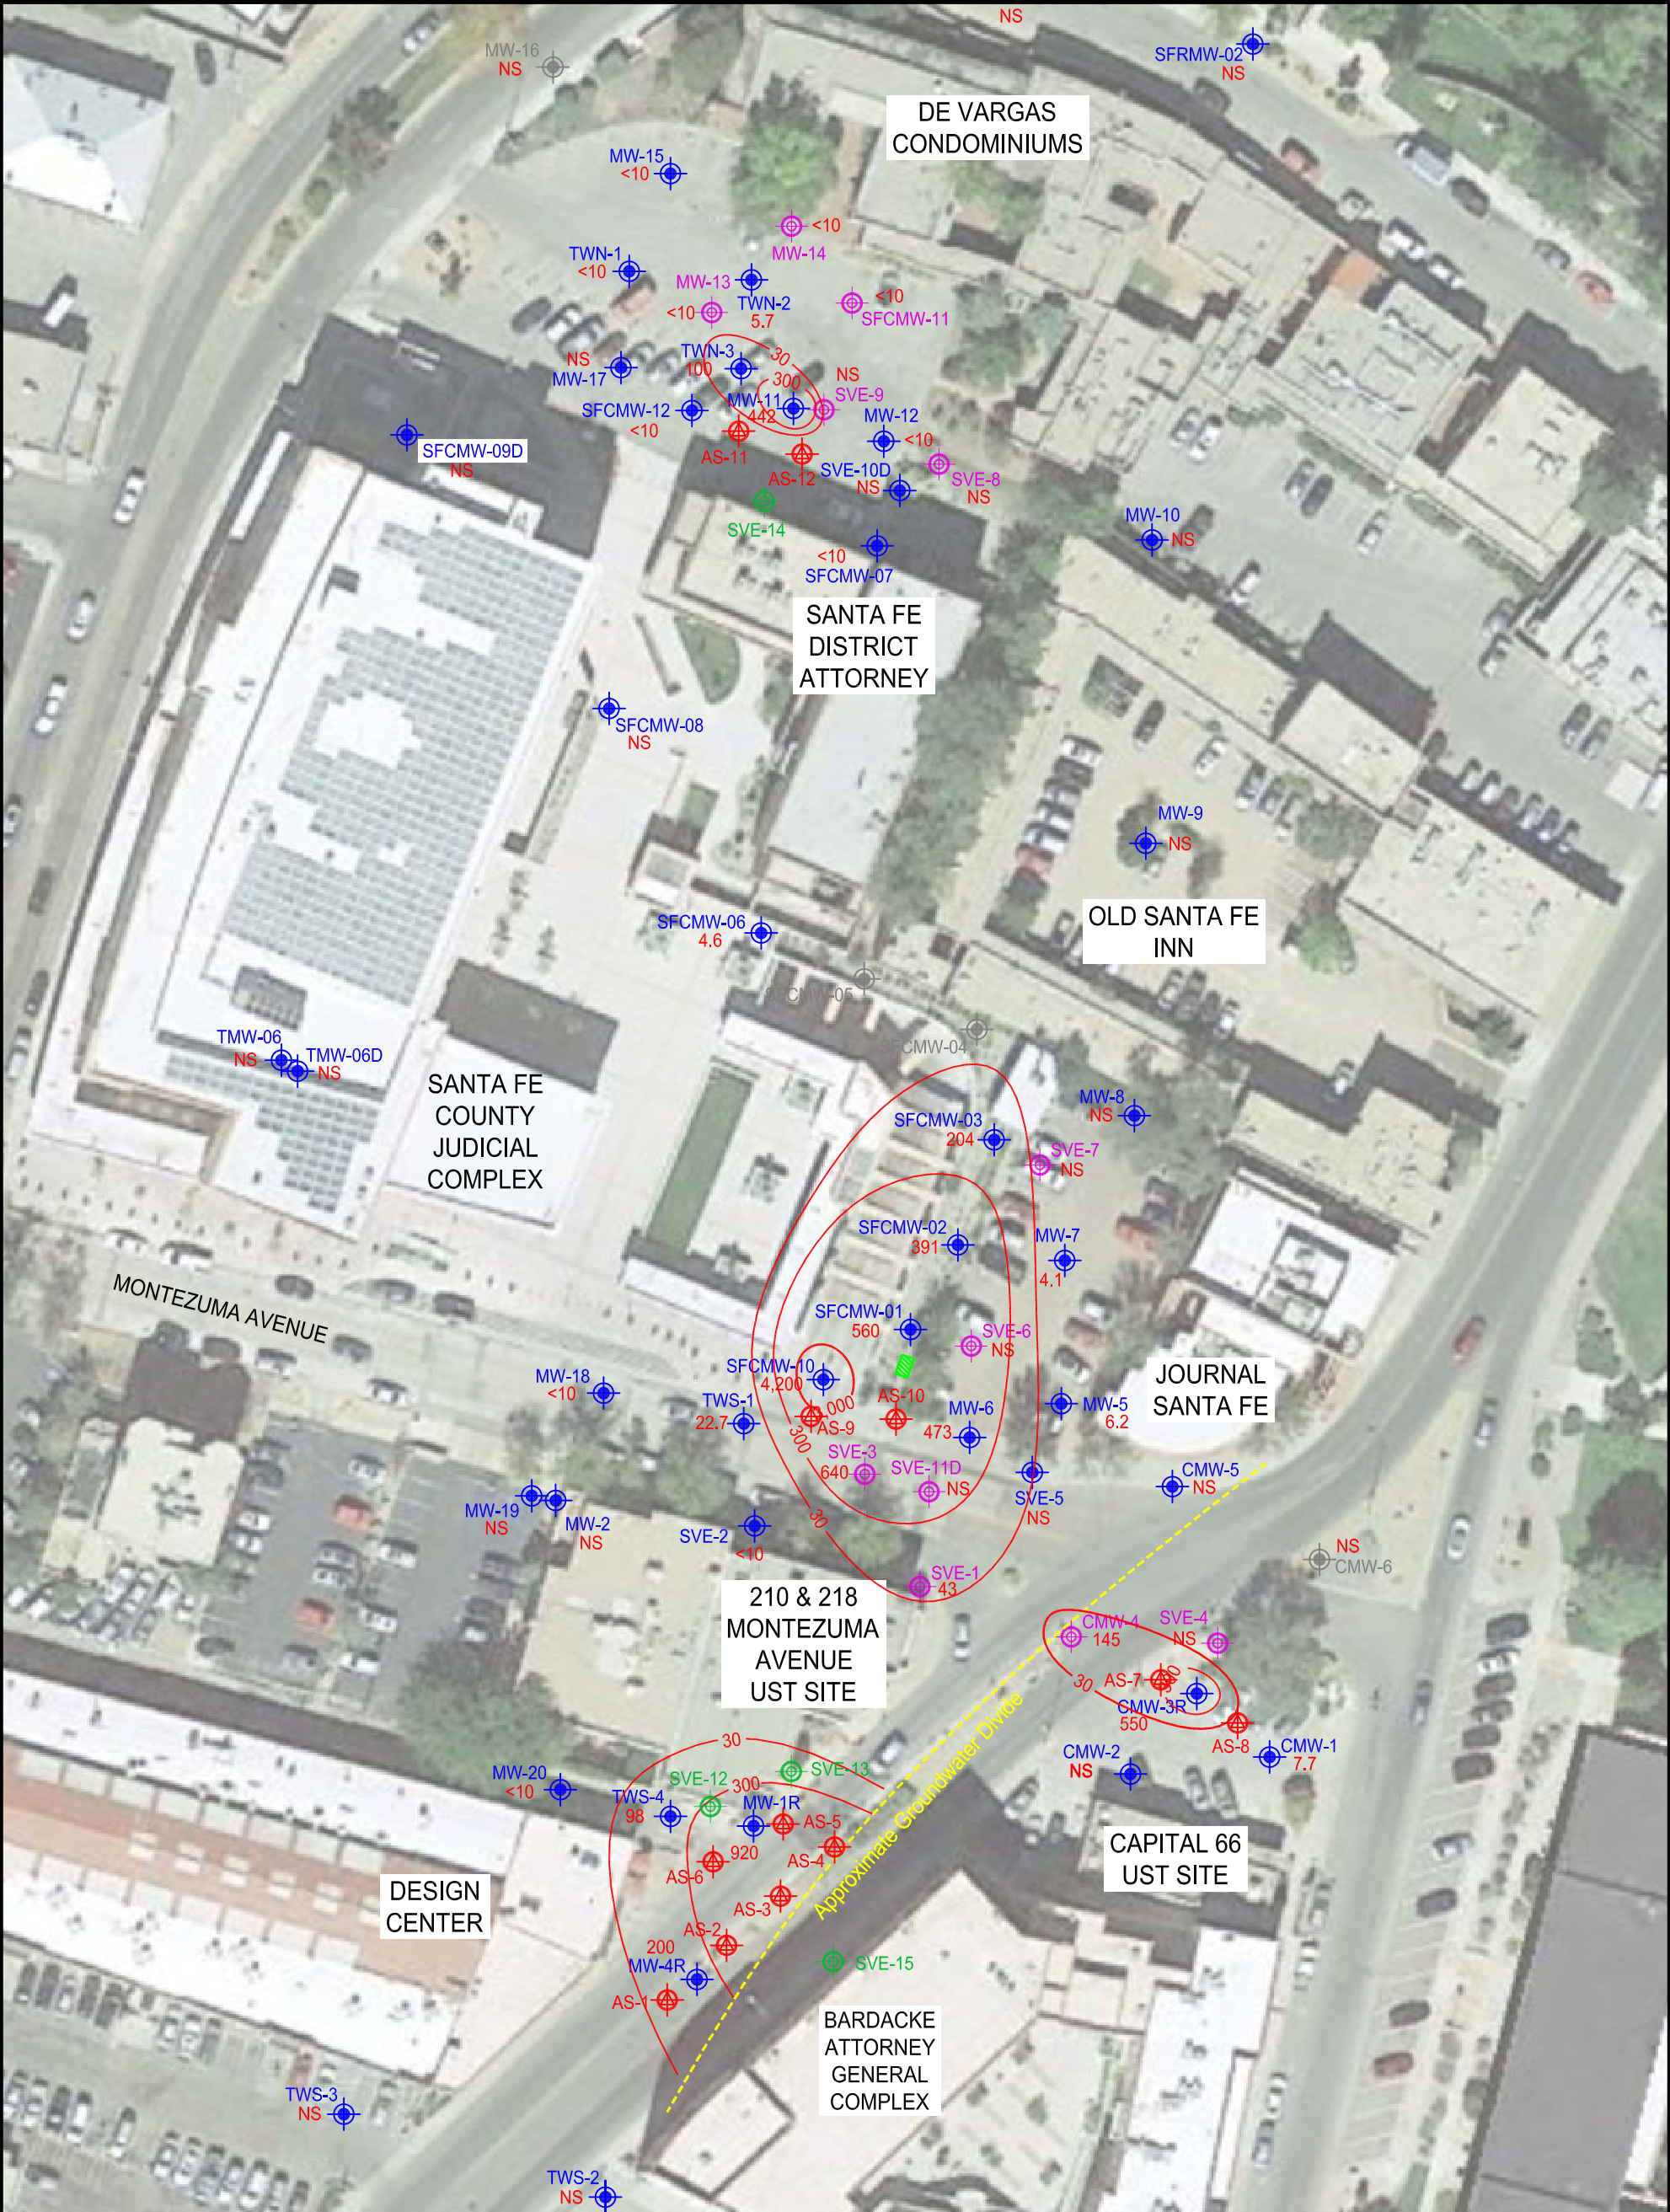 NS
MW-16
NS
SFRMW-02
NS
DE VARGAS
CONDOMINIUMS
MW-15
<10
<10
MW-14
TWN-1
<10
MW-13
<10
TWN-2
5.7
<10
SFCMW-11
TWN-3
100
30
300
NS
MW-17
NS
SVE-9
MW-11
442
SFCMW-12
<10
MW-12
<10
AS-11
AS-12
SFCMW-09D
NS
SVE-10D
NS
SVE-8
NS
SVE-14
MW-10
NS
<10
SFCMW-07
SANTA FE
DISTRICT
ATTORNEY
SFCMW-08
NS
MW-9
NS
SFCMW-06
4.6
OLD SANTA FE
INN
SFCMW-05
SFCMW-04
TMW-06
NS
TMW-06D
NS
SANTA FE
COUNTY
JUDICIAL
COMPLEX
MW-8
NS
SFCMW-03
204
SVE-7
NS
SFCMW-02
391
MW-7
4.1
MONTEZUMA AVENUE
SFCMW-01
560
SVE-6
NS
SFCMW-10
4,200
MW-18
<10
JOURNAL
SANTA FE
TWS-1
22.7
000
AS-9
AS-10
MW-5
6.2
MW-6
473
300
SVE-3
640
SVE-11D
NS
SVE-5
NS
CMW-5
NS
MW-19
NS
MW-2
NS
30
SVE-2
<10
NS
CMW-6
SVE-1
43
210 & 218
MONTEZUMA
AVENUE
UST SITE
CMW-4
145
SVE-4
NS
AS-7
30
CMW-3R
550
AS-8
CMW-1
7.7
CMW-2
NS
30
SVE-13
SVE-12
300
MW-20
<10
TWS-4
98
MW-1R
920
AS-5
AS-4
AS-6
AS-3
Approximate Groundwater Divide
CAPITAL 66
UST SITE
DESIGN
CENTER
AS-2
200
MW-4R
AS-1
SVE-15
BARDACKE
ATTORNEY
GENERAL
COMPLEX
TWS-3
NS
TWS-2
NS